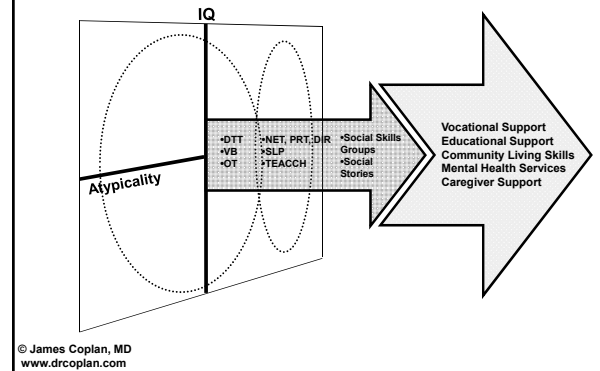 IQ
Atypicality
•DTT
•VB
•OT
•NET, PRT, DIR
•SLP
•TEACCH
•Social Skills
Groups
•Social
Stories
Vocational Support
Educational Support
Community Living Skills
Mental Health Services
Caregiver Support
© James Coplan, MD
www.drcoplan.com